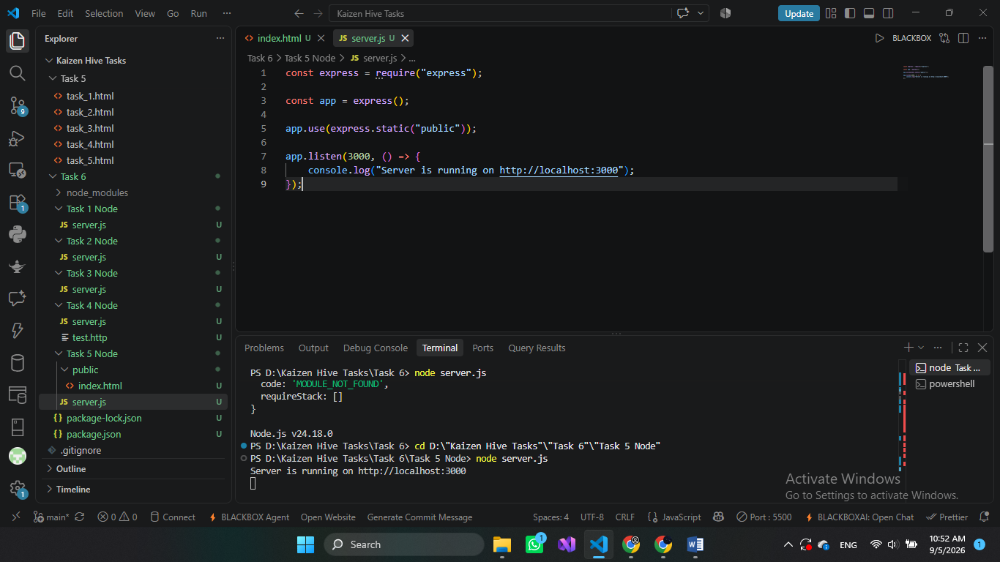 File Edit Selection View Go Run ··· Kaizen Hive Tasks Update
Explorer ···
Kaizen Hive Tasks
Task 5
task_1.html
task_2.html
task_3.html
task_4.html
task_5.html
Task 6
node_modules
Task 1 Node
JS server.js U
Task 2 Node
JS server.js U
Task 3 Node
JS server.js U
Task 4 Node
JS server.js U
test.http U
Task 5 Node
public
index.html U
JS server.js U
{} package-lock.json U
{} package.json U
.gitignore
Outline
Timeline
9
1
1
index.html U JS server.js U BLACKBOX ···
Task 6 > Task 5 Node > JS server.js > ...
1 const express = require("express");
2
3 const app = express();
4
5 app.use(express.static("public"));
6
7 app.listen(3000, () => {
8 console.log("Server is running on http://localhost:3000");
9 });
Problems Output Debug Console Terminal Ports Query Results ···
PS D:\Kaizen Hive Tasks\Task 6> node server.js
code: 'MODULE_NOT_FOUND',
requireStack: []
}
Node.js v24.18.0
PS D:\Kaizen Hive Tasks\Task 6> cd D:\"Kaizen Hive Tasks"\"Task 6"\"Task 5 Node"
PS D:\Kaizen Hive Tasks\Task 6\Task 5 Node> node server.js
Server is running on http://localhost:3000
node Task ...
powershell
Activate Windows
Go to Settings to activate Windows.
main* 0 0 Connect BLACKBOX Agent Open Website Generate Commit Message Spaces: 4 UTF-8 CRLF {} JavaScript Port : 5500 BLACKBOXAI: Open Chat Prettier
Search 1 ENG 10:52 AM 1
9/5/2026